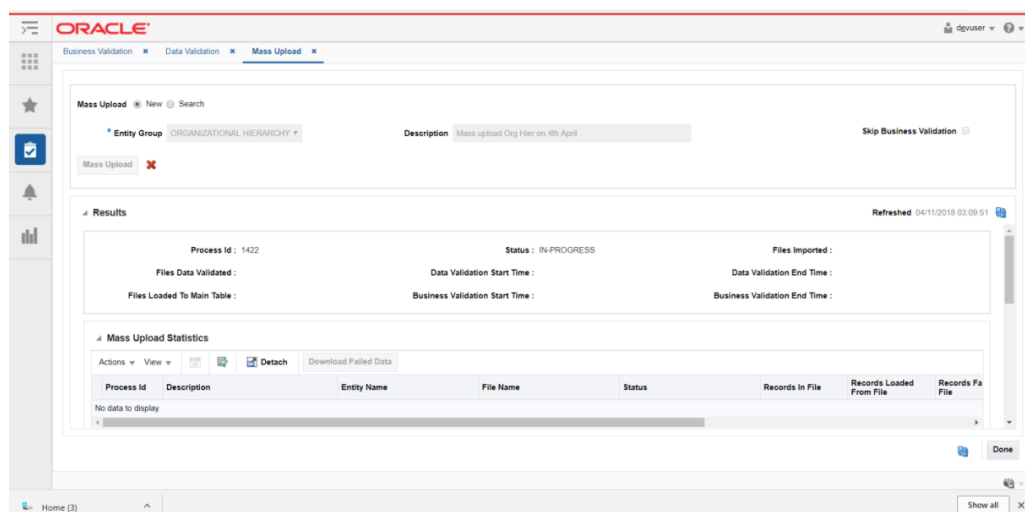 ORACLE
devuser
Business Validation Data Validation Mass Upload
Mass Upload New Search
* Entity Group ORGANIZATIONAL HIERARCHY Description Mass upload Org Hier on 4th April Skip Business Validation
Mass Upload
Results Refreshed 04/11/2018 03:09:51
Process Id : 1422 Status : IN-PROGRESS Files Imported :
Files Data Validated : Data Validation Start Time : Data Validation End Time :
Files Loaded To Main Table : Business Validation Start Time : Business Validation End Time :
Mass Upload Statistics
Actions View Detach Download Failed Data
Process Id Description Entity Name File Name Status Records In File Records Loaded From File Records Fa File
No data to display.
Done
Home (3) Show all